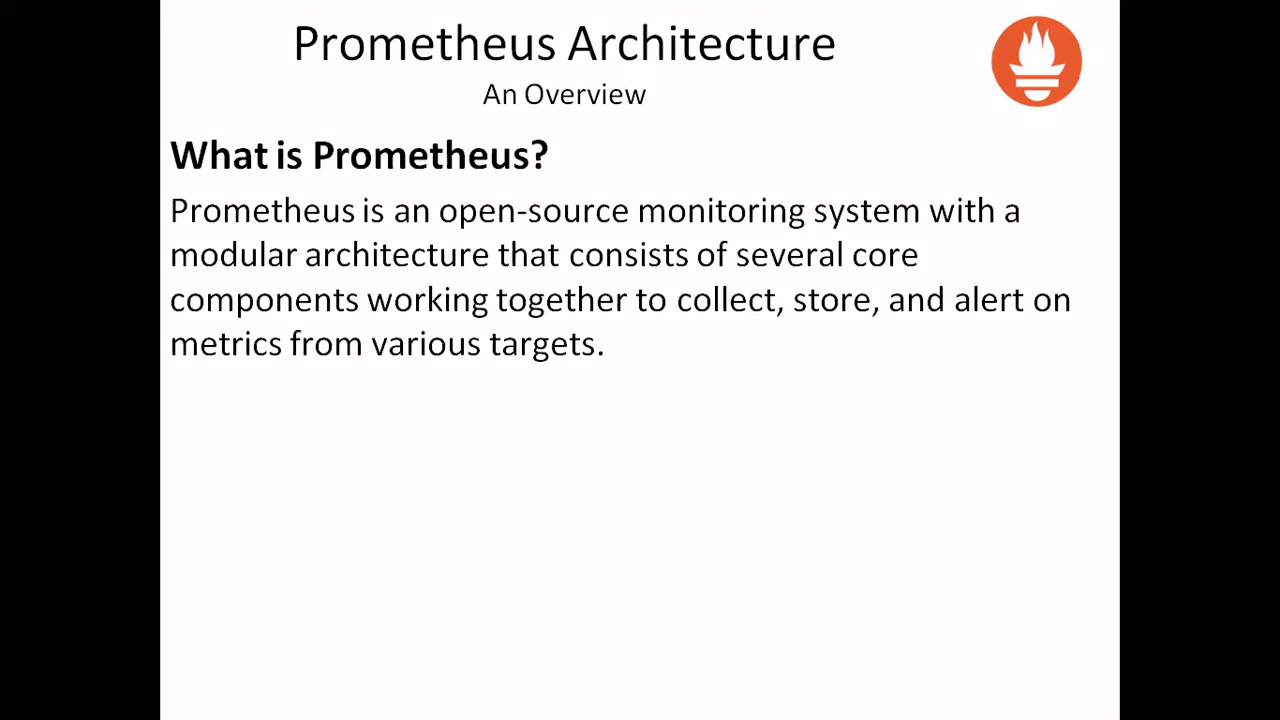 Prometheus Architecture
An Overview
What is Prometheus?
Prometheus is an open-source monitoring system with a
modular architecture that consists of several core
components working together to collect, store, and alert on
metrics from various targets.